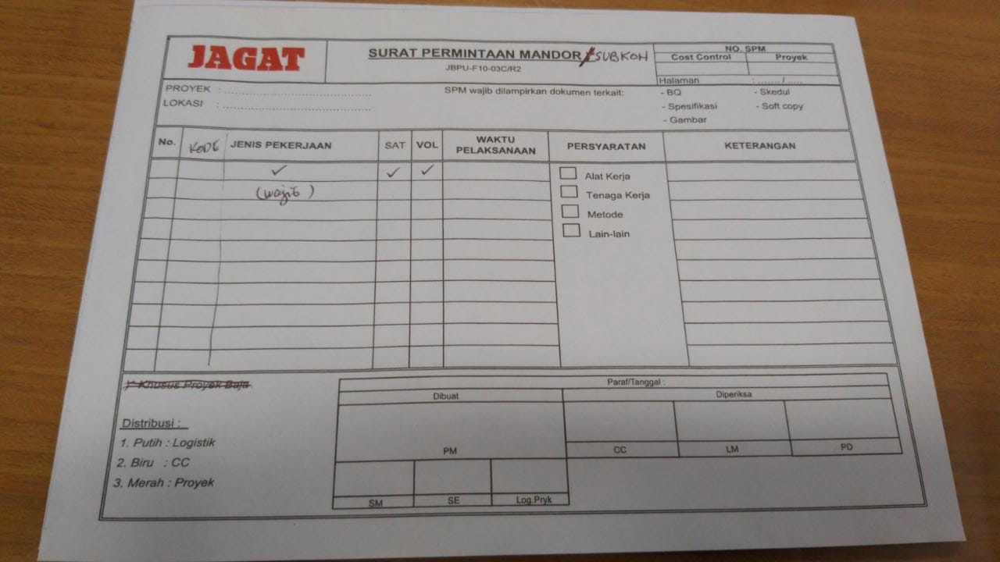 JAGAT
SURAT PERMINTAAN MANDOR / SUBKON
JBPU-F10-03C/R2
NO. SPM
Cost Control Proyek
Halaman : ......./ .....
PROYEK : ........................................
LOKASI : ........................................
SPM wajib dilampirkan dokumen terkait:
- BQ - Skedul
- Spesifikasi - Soft copy
- Gambar
No. KODE JENIS PEKERJAAN SAT VOL WAKTU PELAKSANAAN PERSYARATAN KETERANGAN
✓ ✓ ✓
(wajib)
Alat Kerja
Tenaga Kerja
Metode
Lain-lain
)* Khusus Proyek Baja
Distribusi :
1. Putih : Logistik
2. Biru : CC
3. Merah : Proyek
Paraf/Tanggal :
Dibuat Diperiksa
PM CC LM PD
SM SE Log.Pryk